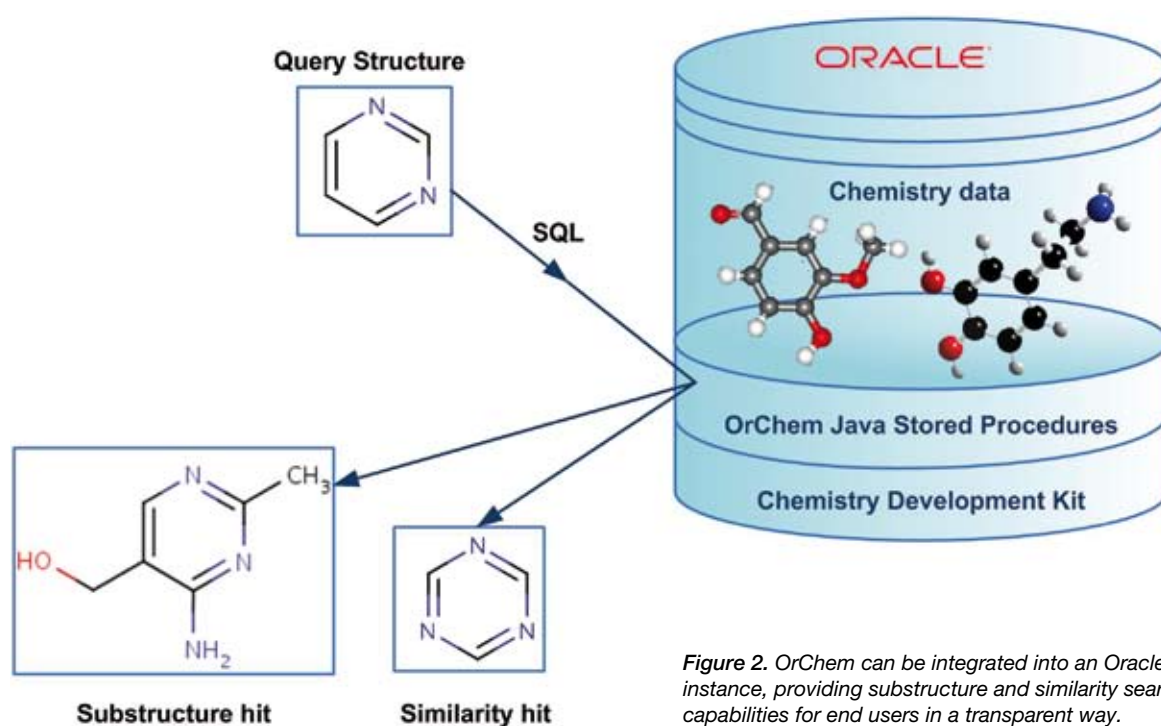 Query Structure
N
N
SQL
ORACLE
Chemistry data
OrChem Java Stored Procedures
Chemistry Development Kit
N
CH3
N
HO
NH2
Substructure hit
N
N
N
Similarity hit
Figure 2. OrChem can be integrated into an Oracle
instance, providing substructure and similarity sear
capabilities for end users in a transparent way.